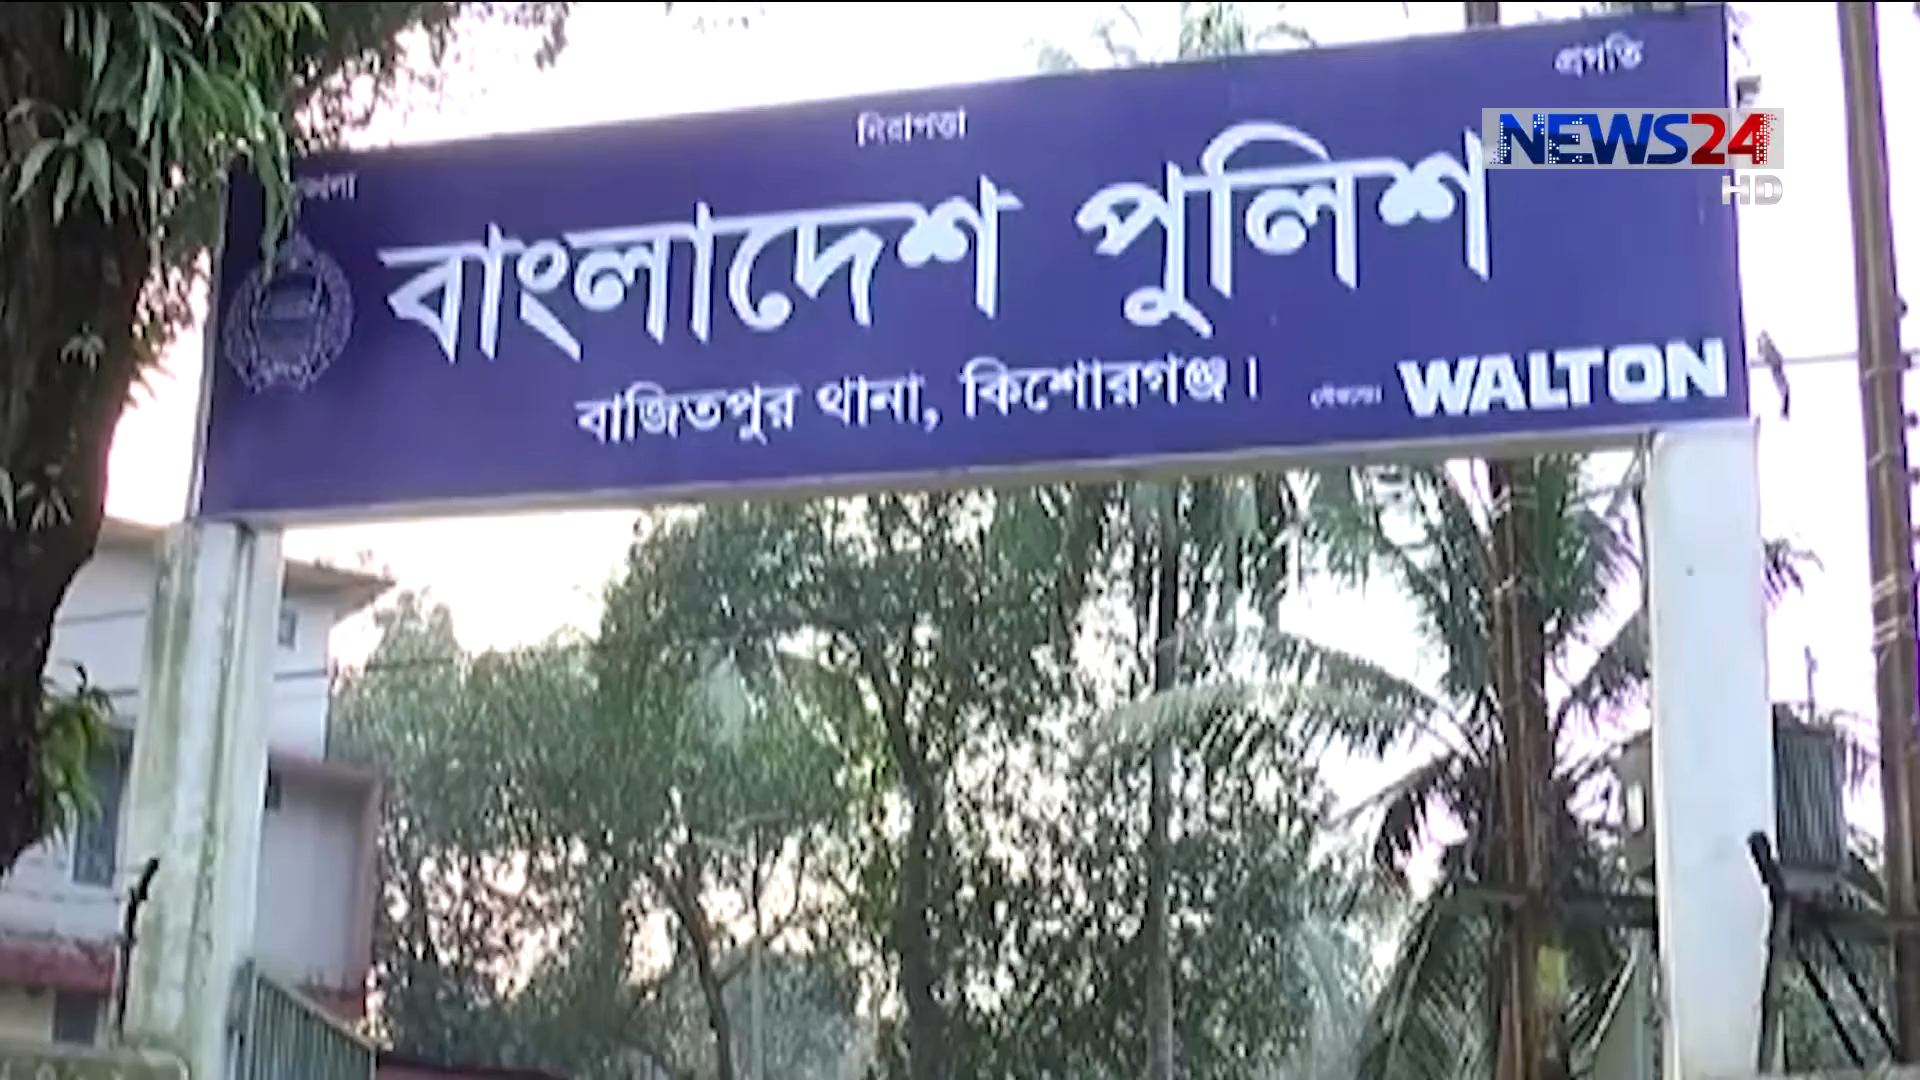 প্রগতি
নিরাপত্তা
NEWS24
HD
বাংলাদেশ পুলিশ
বাজিতপুর থানা, কিশোরগঞ্জ।
WALTON